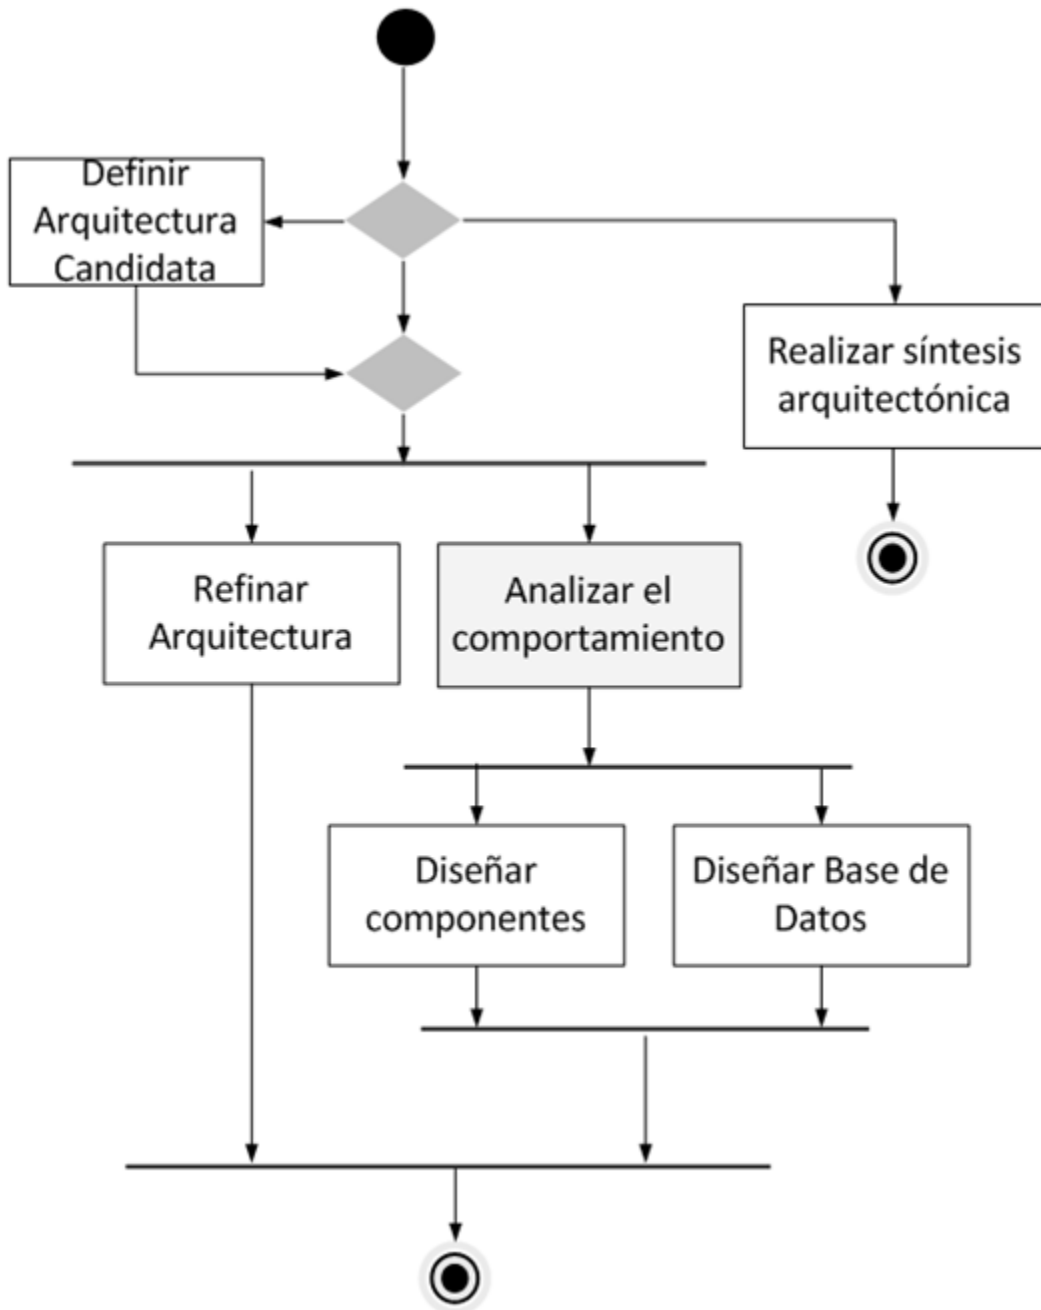 Definir
Arquitectura
Candidata
Realizar síntesis
arquitectónica
Refinar
Arquitectura
Analizar el
comportamiento
Diseñar
componentes
Diseñar Base de
Datos